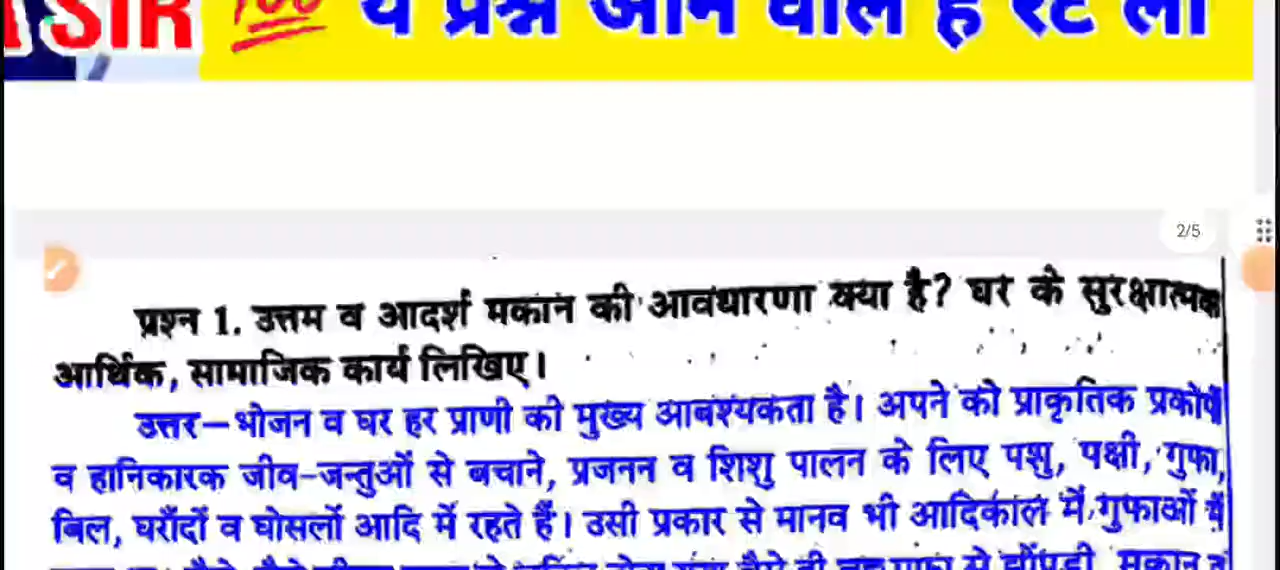 SIR 100 ये प्रश्न आने वाले हैं रट लो
2/5
प्रश्न 1. उत्तम व आदर्श मकान की आवधारणा क्या है? घर के सुरक्षात्मक
आर्थिक, सामाजिक कार्य लिखिए।
उत्तर–भोजन व घर हर प्राणी की मुख्य आबश्यकता है। अपने को प्राकृतिक प्रकोपों
व हानिकारक जीव-जन्तुओं से बचाने, प्रजनन व शिशु पालन के लिए पशु, पक्षी, गुफा,
बिल, घरौंदों व घोसलों आदि में रहते हैं। उसी प्रकार से मानव भी आदिकाल में गुफाओं में